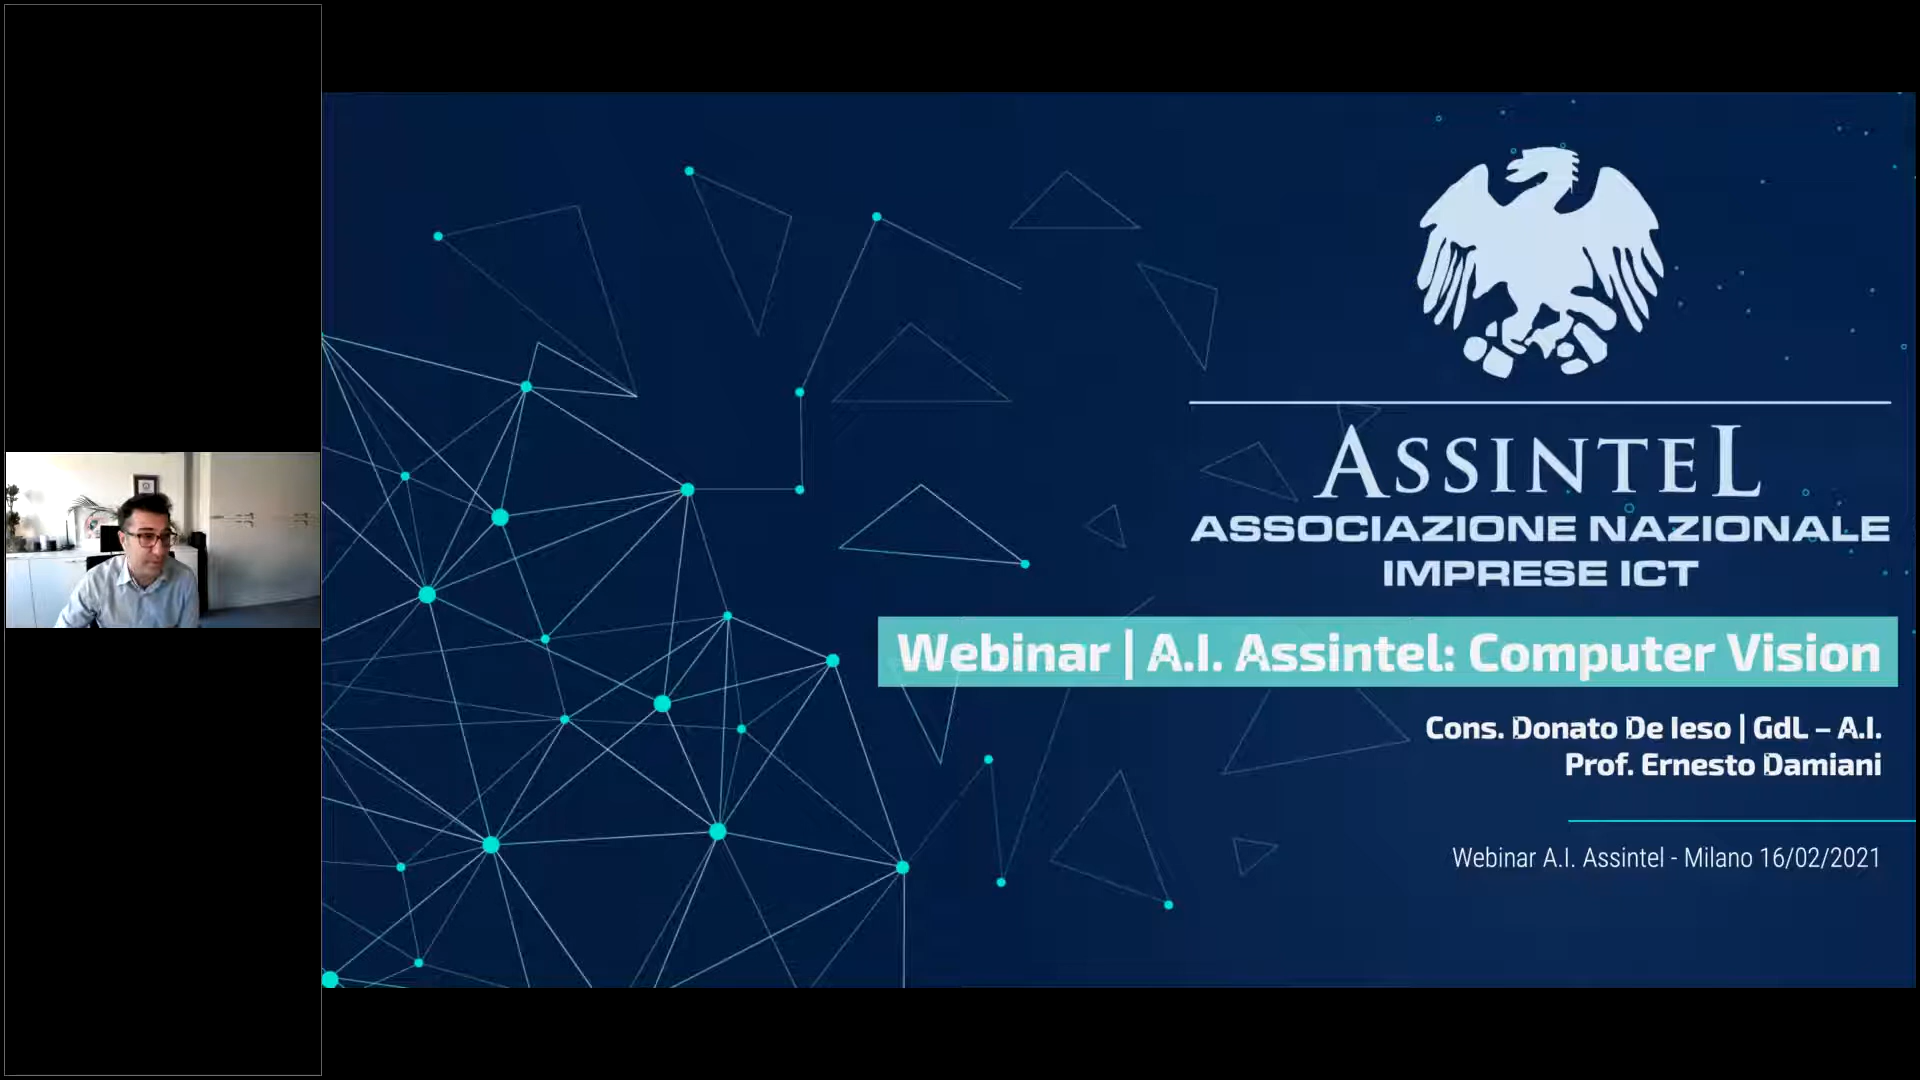 ASSINTEL
ASSOCIAZIONE NAZIONALE
IMPRESE ICT
Webinar | A.I. Assintel: Computer Vision
Cons. Donato De Ieso | GdL – A.I.
Prof. Ernesto Damiani
Webinar A.I. Assintel - Milano 16/02/2021